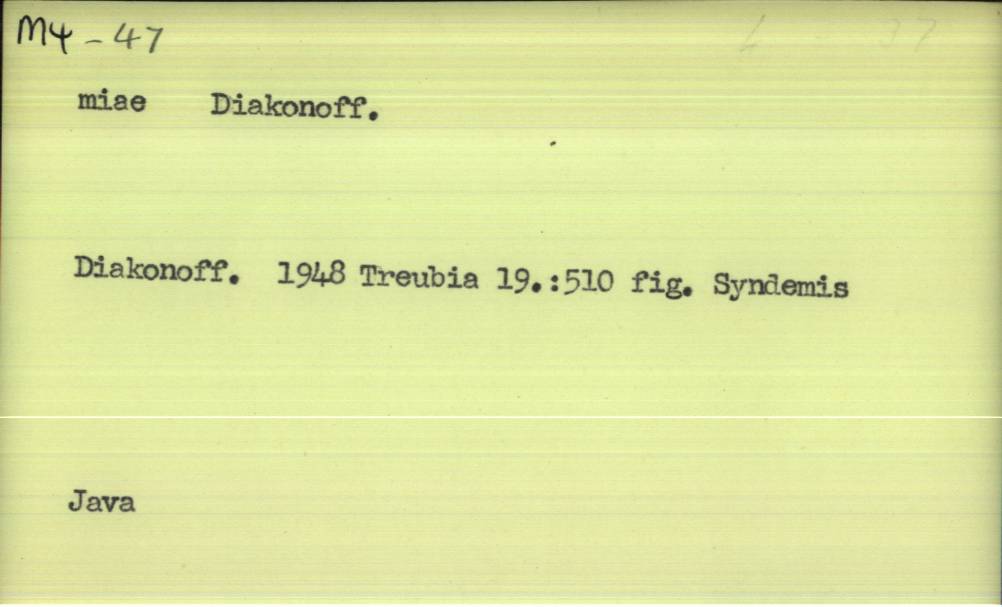 M4-47
miae Diakonoff.
Diakonoff. 1948 Treubia 19.:510 fig. Syndemis
Java